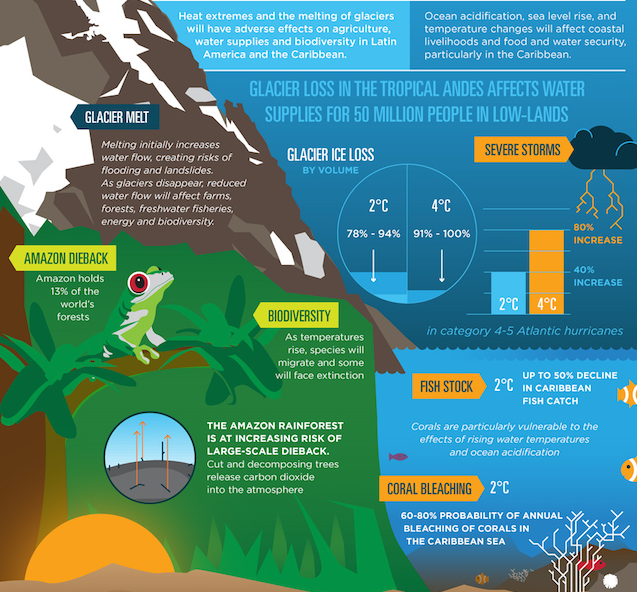 Heat extremes and the melting of glaciers
will have adverse effects on agriculture,
water supplies and biodiversity in Latin
America and the Caribbean.
Ocean acidification, sea level rise, and
temperature changes will affect coastal
livelihoods and food and water security,
particularly in the Caribbean.
GLACIER LOSS IN THE TROPICAL ANDES AFFECTS WATER
SUPPLIES FOR 50 MILLION PEOPLE IN LOW-LANDS
GLACIER MELT
Melting initially increases
water flow, creating risks of
flooding and landslides.
As glaciers disappear, reduced
water flow will affect farms,
forests, freshwater fisheries,
energy and biodiversity.
GLACIER ICE LOSS
BY VOLUME
2°C
78% - 94%
4°C
91% - 100%
SEVERE STORMS
80%
INCREASE
40%
INCREASE
2°C
4°C
in category 4-5 Atlantic hurricanes
AMAZON DIEBACK
Amazon holds
13% of the
world's
forests
BIODIVERSITY
As temperatures
rise, species will
migrate and some
will face extinction
THE AMAZON RAINFOREST
IS AT INCREASING RISK OF
LARGE-SCALE DIEBACK.
Cut and decomposing trees
release carbon dioxide
into the atmosphere
FISH STOCK
2°C
UP TO 50% DECLINE
IN CARIBBEAN
FISH CATCH
Corals are particularly vulnerable to the
effects of rising water temperatures
and ocean acidification
CORAL BLEACHING
2°C
60-80% PROBABILITY OF ANNUAL
BLEACHING OF CORALS IN
THE CARIBBEAN SEA